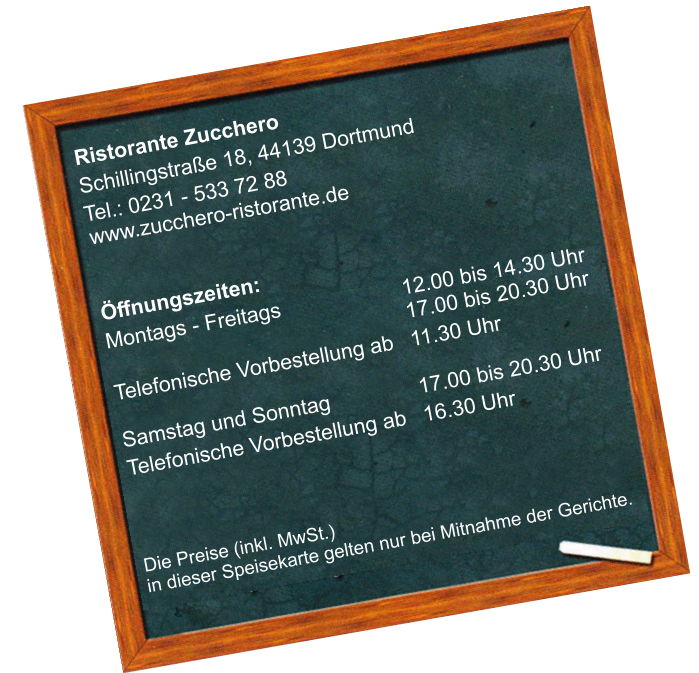 Ristorante Zucchero
Schillingstraße 18, 44139 Dortmund
Tel.: 0231 - 533 72 88
www.zucchero-ristorante.de
Öffnungszeiten:
Montags - Freitags 12.00 bis 14.30 Uhr
17.00 bis 20.30 Uhr
Telefonische Vorbestellung ab 11.30 Uhr
Samstag und Sonntag 17.00 bis 20.30 Uhr
Telefonische Vorbestellung ab 16.30 Uhr
Die Preise (inkl. MwSt.)
in dieser Speisekarte gelten nur bei Mitnahme der Gerichte.